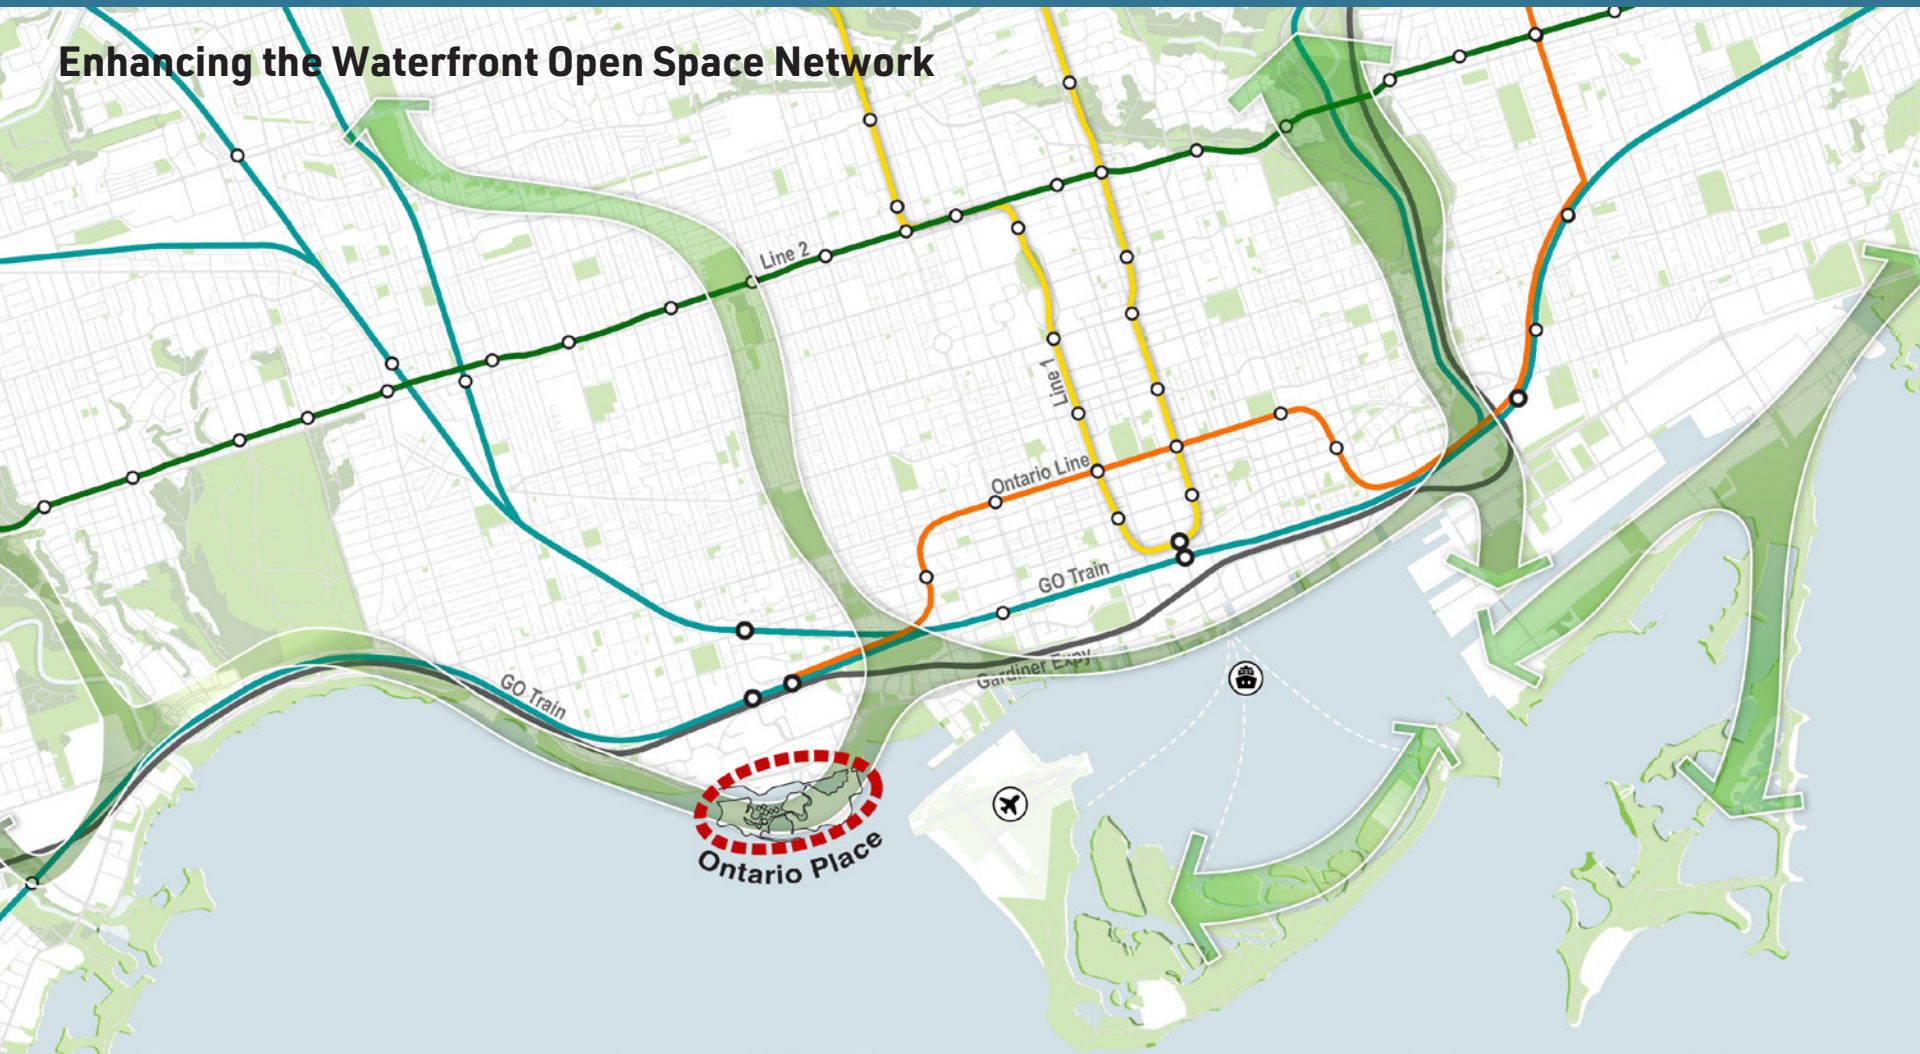 Enhancing the Waterfront Open Space Network
Line 2
Line 1
Ontario Line
GO Train
Gardiner Expy
GO Train
Ontario Place